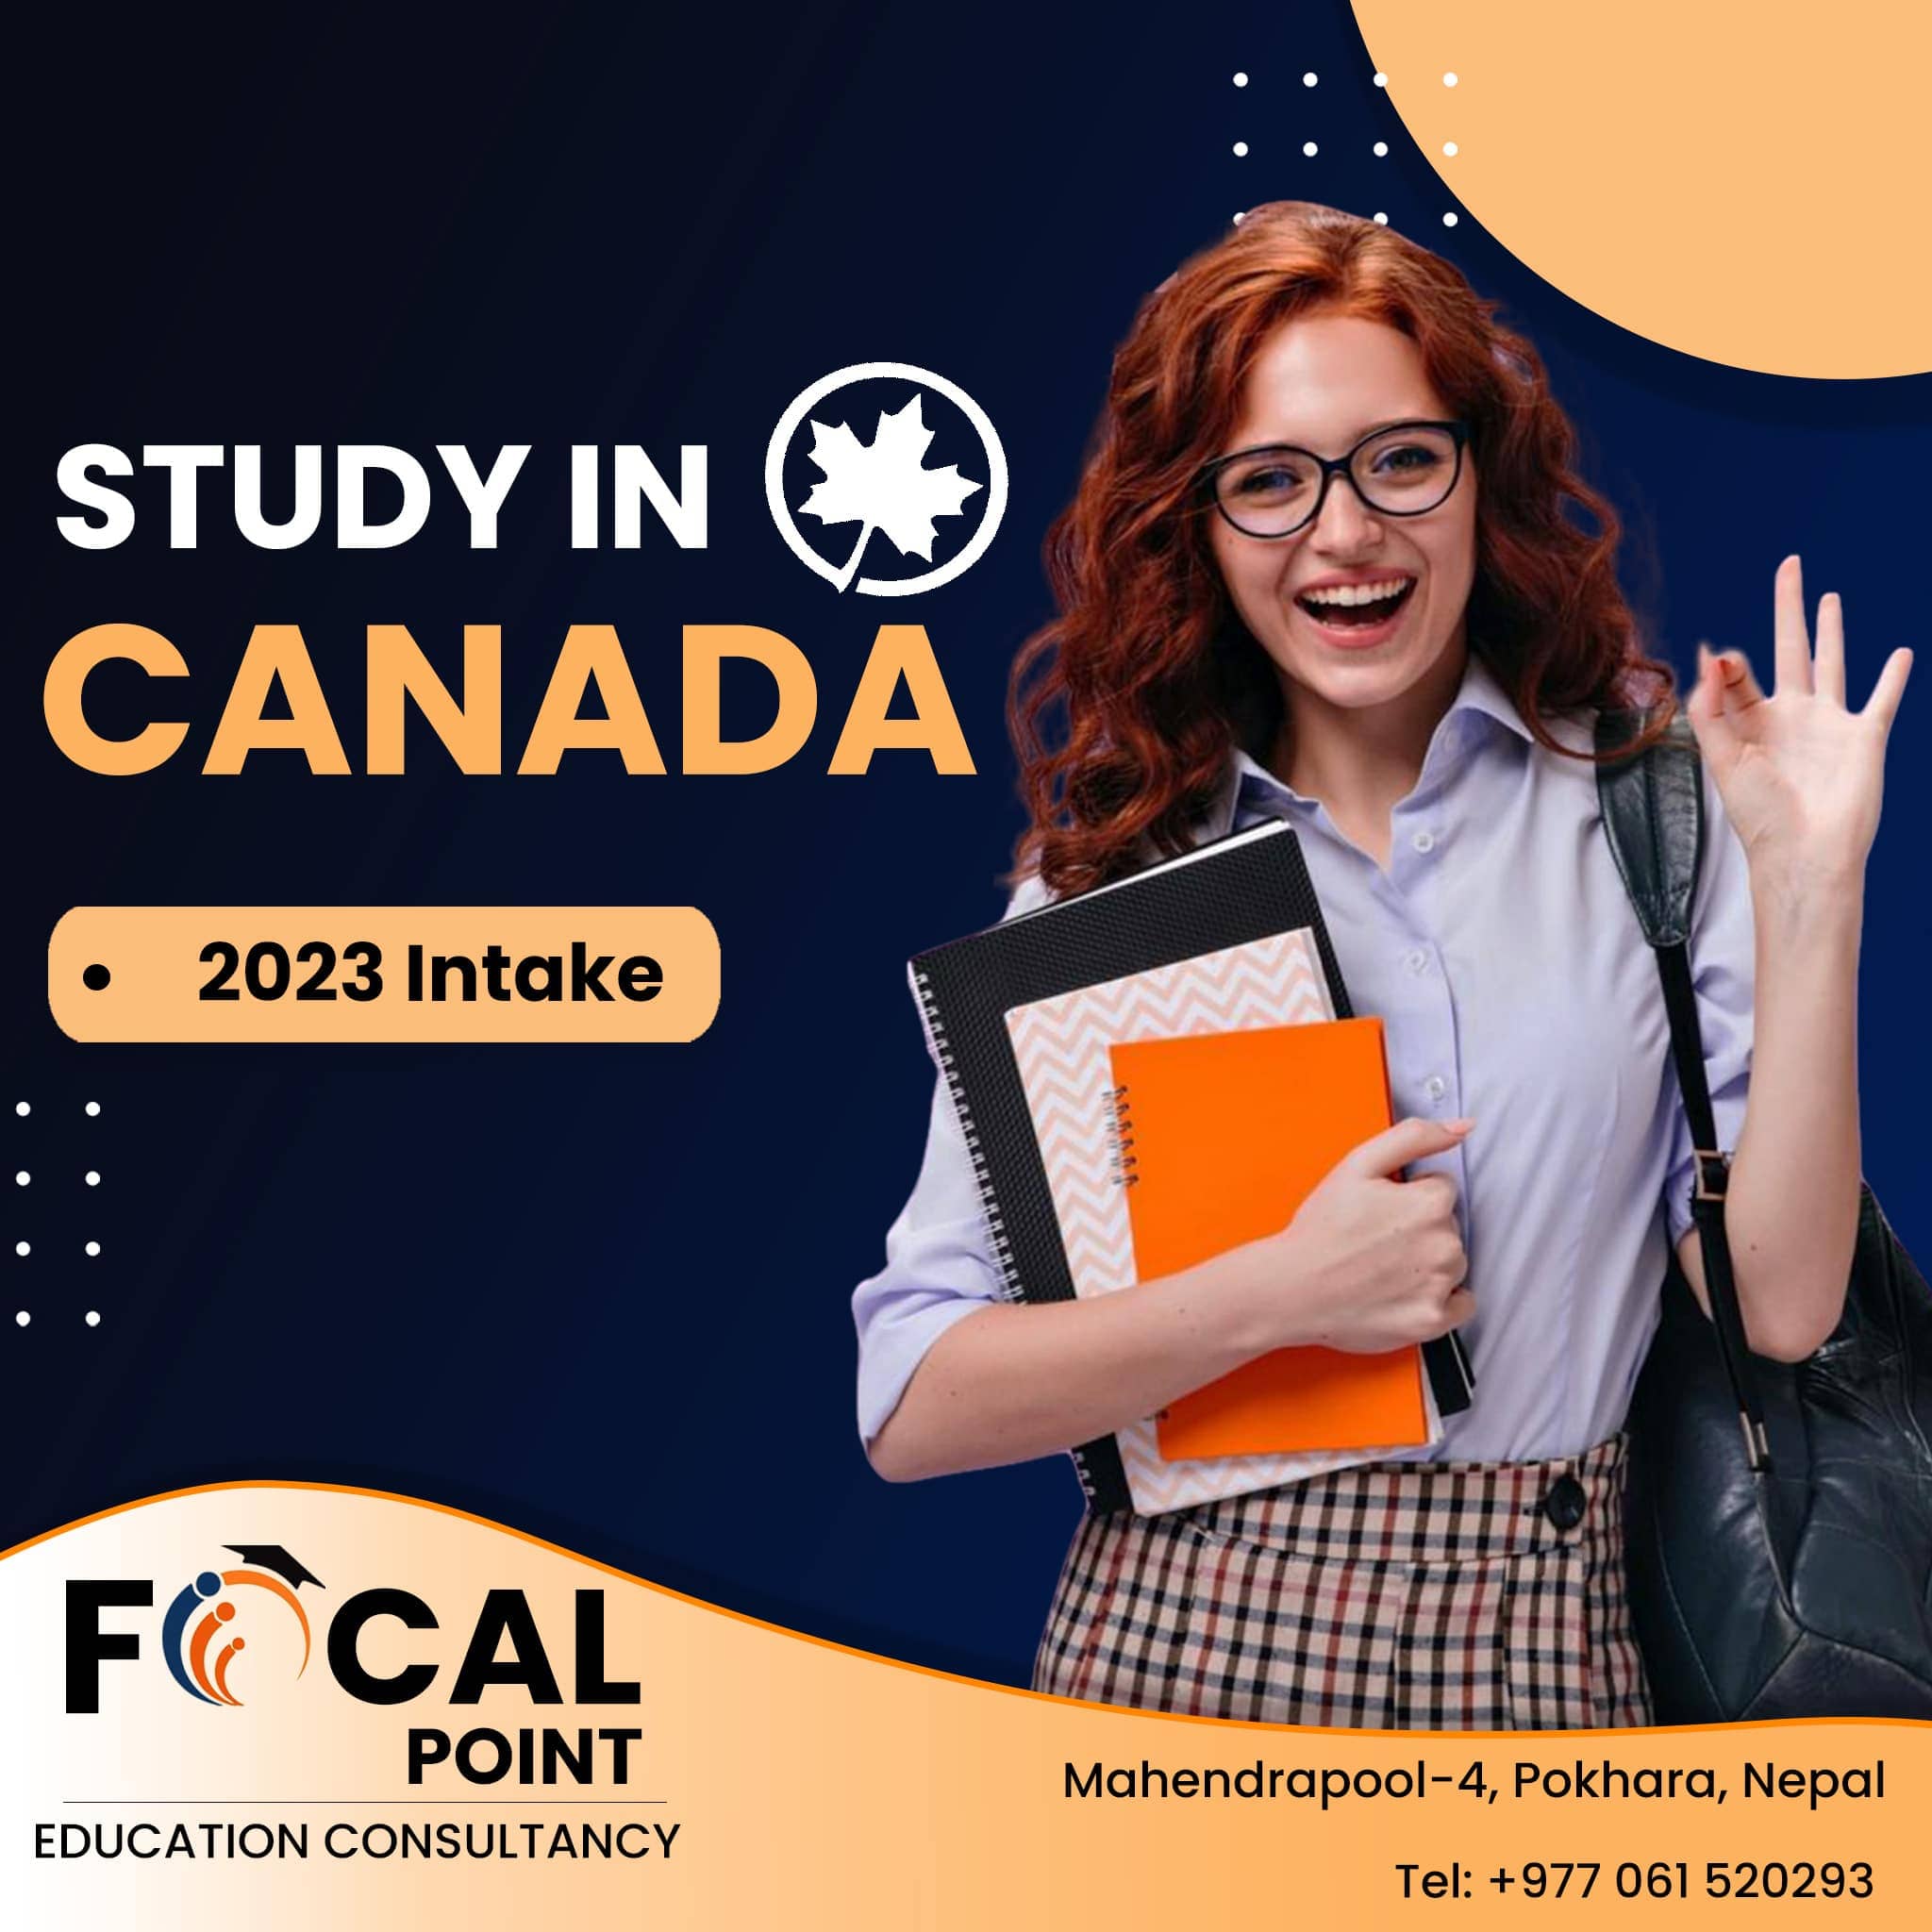 STUDY IN
CANADA
• 2023 Intake
FOCAL
POINT
EDUCATION CONSULTANCY
Mahendrapool-4, Pokhara, Nepal
Tel: +977 061 520293